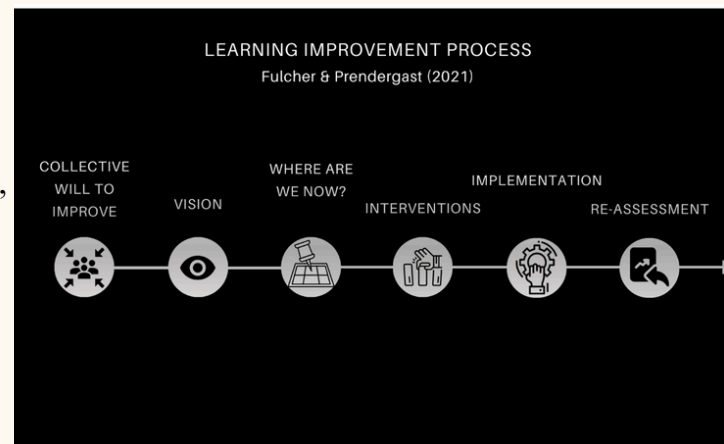 LEARNING IMPROVEMENT PROCESS
Fulcher & Prendergast (2021)
COLLECTIVE
WILL TO
IMPROVE
VISION
WHERE ARE
WE NOW?
INTERVENTIONS
IMPLEMENTATION
RE-ASSESSMENT
,